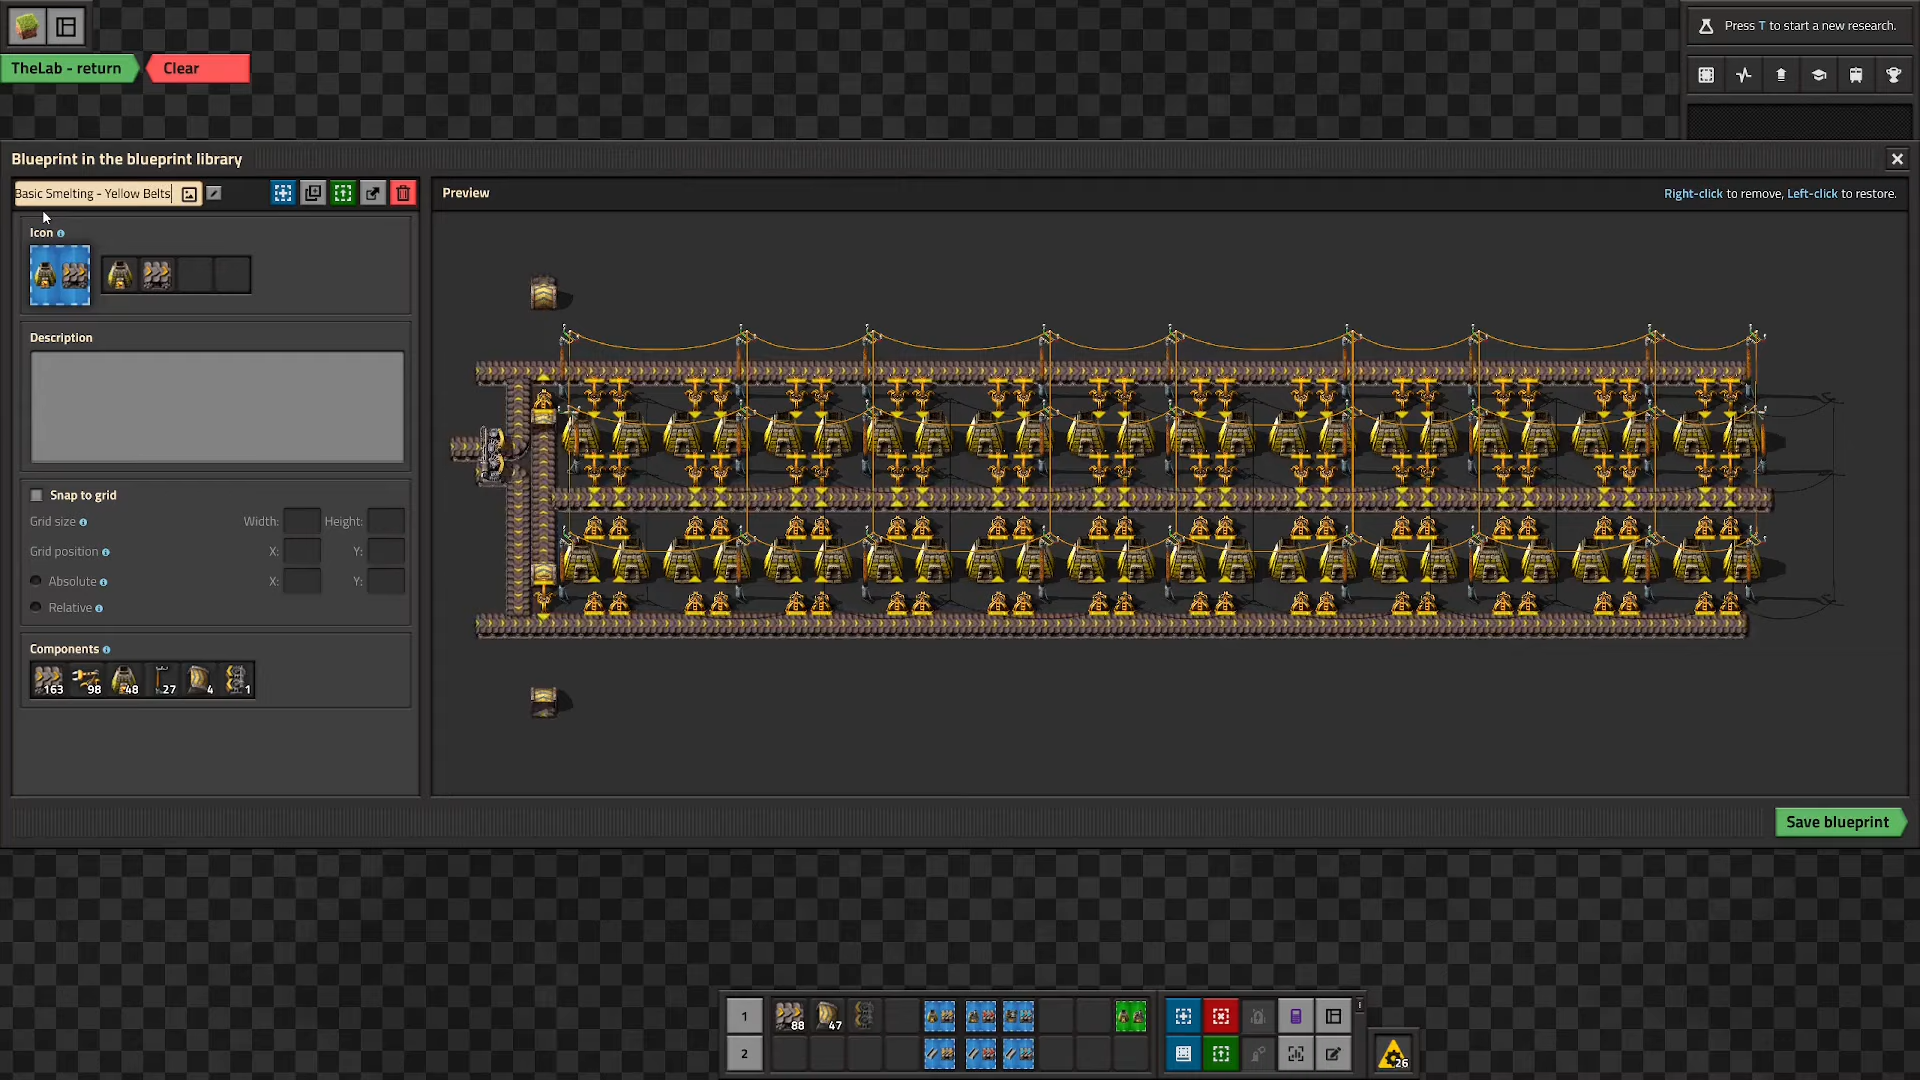 Press T to start a new research.
TheLab - return
Clear
Blueprint in the blueprint library
Basic Smelting - Yellow Belts
Preview
Right-click to remove, Left-click to restore.
Icon
Description
Snap to grid
Grid size
Width:
Height:
Grid position
X:
Y:
Absolute
X:
Y:
Relative
Components
163
98
48
27
4
1
Save blueprint
1
88
47
2
26